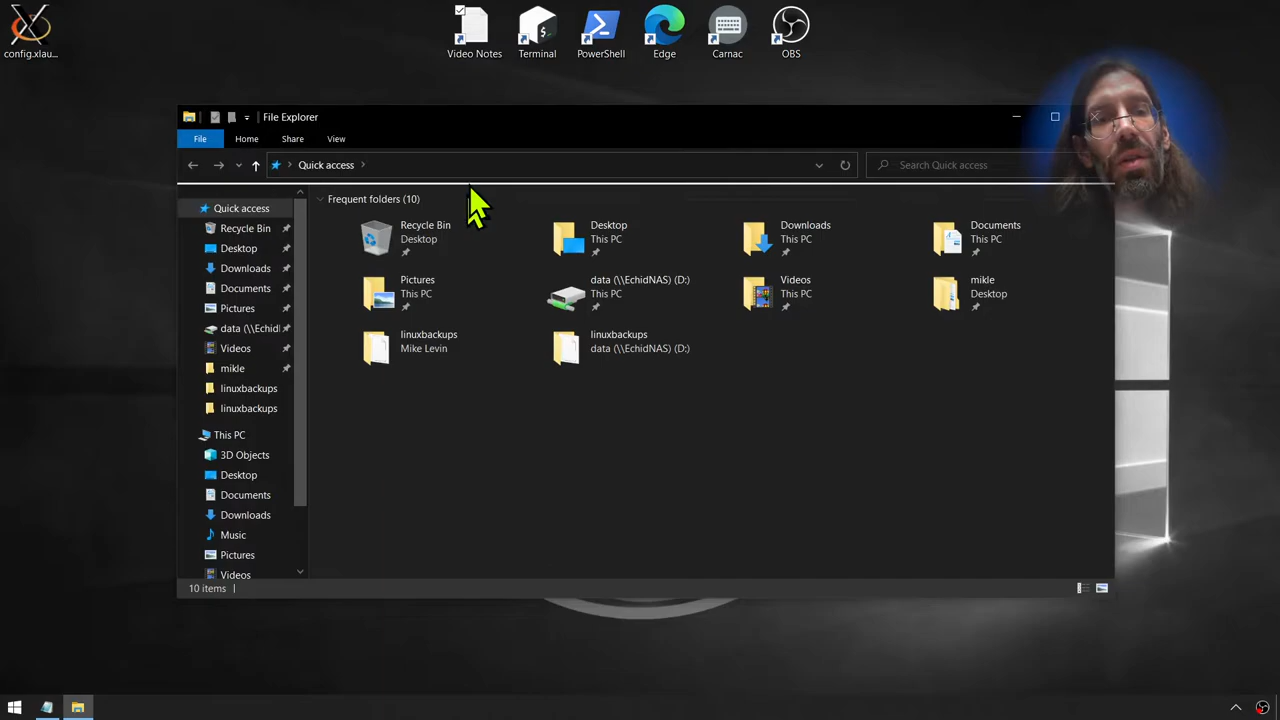 config.xlau...
Video Notes
Terminal
PowerShell
Edge
Carnac
OBS
File Explorer
File
Home
Share
View
Quick access
Search Quick access
Quick access
Recycle Bin
Desktop
Downloads
Documents
Pictures
data (\\Echid
Videos
mikle
linuxbackups
linuxbackups
This PC
3D Objects
Desktop
Documents
Downloads
Music
Pictures
Videos
Frequent folders (10)
Recycle Bin
Desktop
Desktop
This PC
Downloads
This PC
Documents
This PC
Pictures
This PC
data (\\EchidNAS) (D:)
This PC
Videos
This PC
mikle
Desktop
linuxbackups
Mike Levin
linuxbackups
data (\\EchidNAS) (D:)
10 items